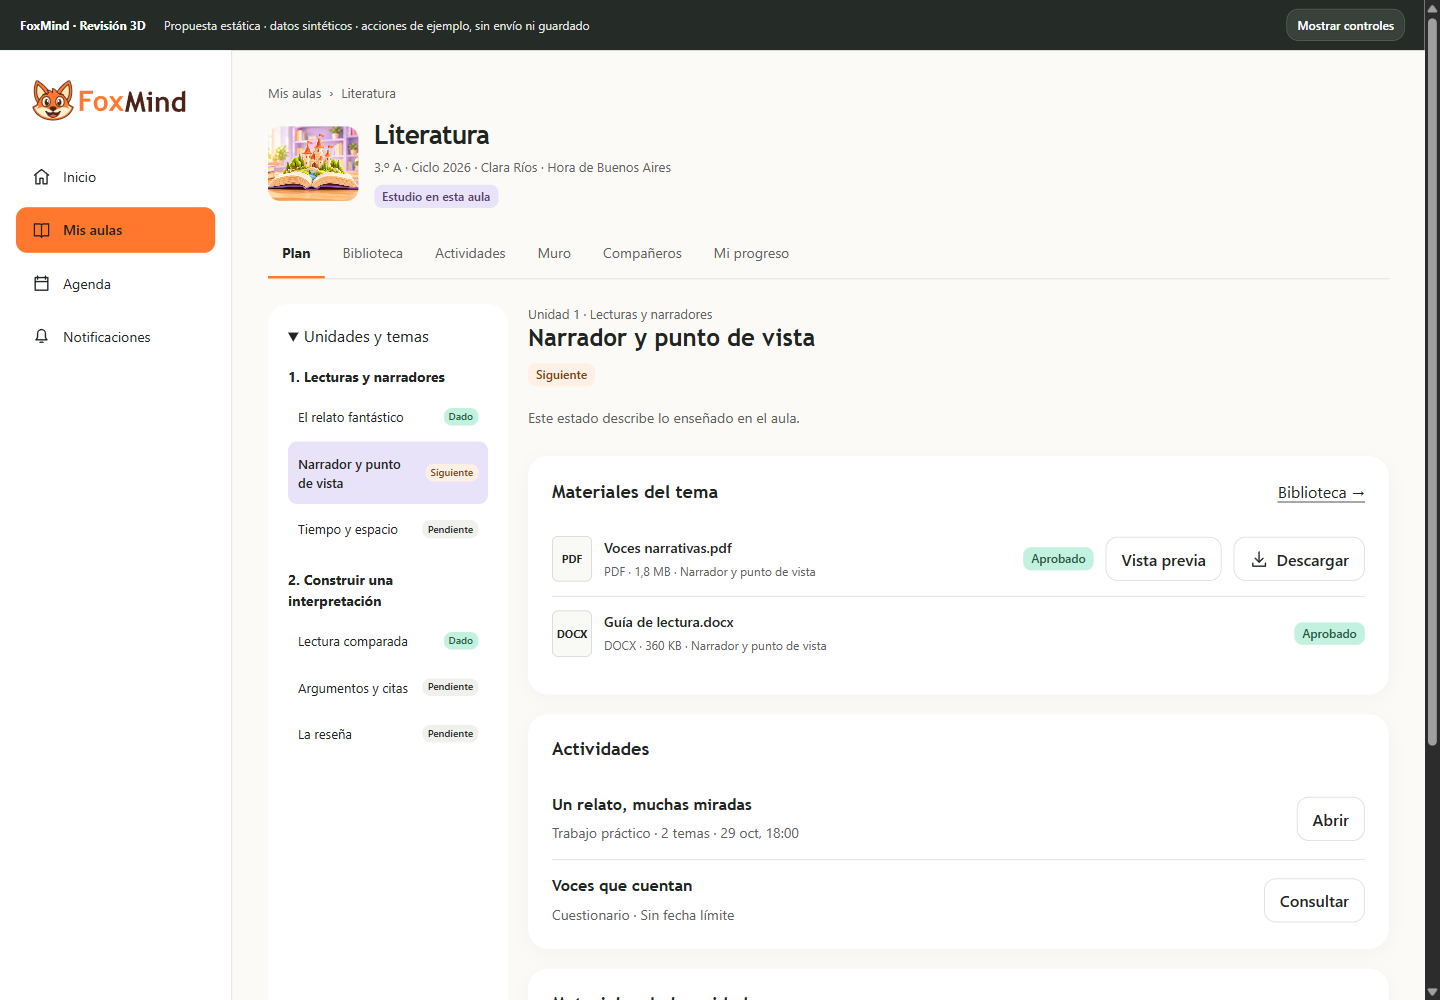 FoxMind · Revisión 3D
Propuesta estática · datos sintéticos · acciones de ejemplo, sin envío ni guardado
Mostrar controles
FoxMind
Inicio
Mis aulas
Agenda
Notificaciones
Mis aulas › Literatura
Literatura
3.º A · Ciclo 2026 · Clara Ríos · Hora de Buenos Aires
Estudio en esta aula
Plan
Biblioteca
Actividades
Muro
Compañeros
Mi progreso
▼ Unidades y temas
1. Lecturas y narradores
El relato fantástico
Dado
Narrador y punto
de vista
Siguiente
Tiempo y espacio
Pendiente
2. Construir una
interpretación
Lectura comparada
Dado
Argumentos y citas
Pendiente
La reseña
Pendiente
Unidad 1 · Lecturas y narradores
Narrador y punto de vista
Siguiente
Este estado describe lo enseñado en el aula.
Materiales del tema
Biblioteca →
PDF
Voces narrativas.pdf
PDF · 1,8 MB · Narrador y punto de vista
Aprobado
Vista previa
Descargar
DOCX
Guía de lectura.docx
DOCX · 360 KB · Narrador y punto de vista
Aprobado
Actividades
Un relato, muchas miradas
Trabajo práctico · 2 temas · 29 oct, 18:00
Abrir
Voces que cuentan
Cuestionario · Sin fecha límite
Consultar